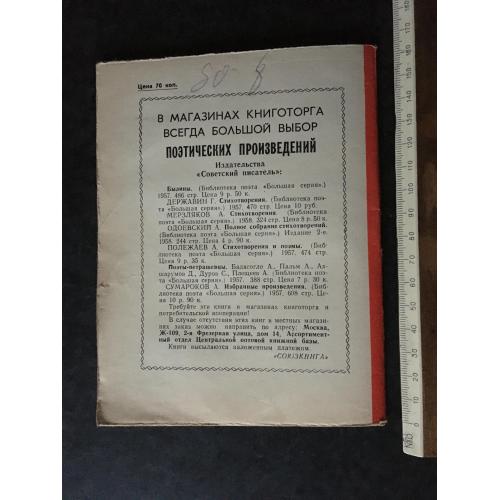 Цена 70 коп.
В МАГАЗИНАХ КНИГОТОРГА
ВСЕГДА БОЛЬШОЙ ВЫБОР
ПОЭТИЧЕСКИХ ПРОИЗВЕДЕНИЙ
Издательства
«Советский писатель»:
Былины. (Библиотека поэта «Большая серия».)
1957. 486 стр. Цена 9 р. 50 к.
ДЕРЖАВИН Г. Стихотворения. (Библиотека поэ-
та «Большая серия».) 1957. 470 стр. Цена 10 руб.
МЕРЗЛЯКОВ А. Стихотворения. (Библиотека
поэта «Большая серия».) 1958. 324 стр. Цена 8 р. 50 к.
ОДОЕВСКИЙ А. Полное собрание стихотворений.
(Библиотека поэта «Большая серия».) Издание 2-е.
1958. 244 стр. Цена 4 р. 90 к.
ПОЛЕЖАЕВ А. Стихотворения и поэмы. (Биб-
лиотека поэта «Большая серия».) 1957. 474 стр.
Цена 9 р. 35 к.
Поэты-петрашевцы. Баласогло А., Пальм А., Ах-
шарумов Д., Дуров С., Плещеев А. (Библиотека поэ-
та «Большая серия».) 1957. 388 стр. Цена 7 р. 30 к.
СУМАРОКОВ А. Избранные произведения. (Биб-
лиотека поэта «Большая серия».) 1957. 608 стр. Це-
на 10 р. 90 к.
Требуйте эти книги в магазинах книготорга и
потребительской кооперации!
В случае отсутствия этих книг в местных магази-
нах заказ можно направить по адресу: Москва,
Ж-109, 2-я Фрезерная улица, дом 14, Ассортимент-
ный отдел Центральной оптовой книжной базы.
Книги высылаются наложенным платежом.
«СОЮЗКНИГА»